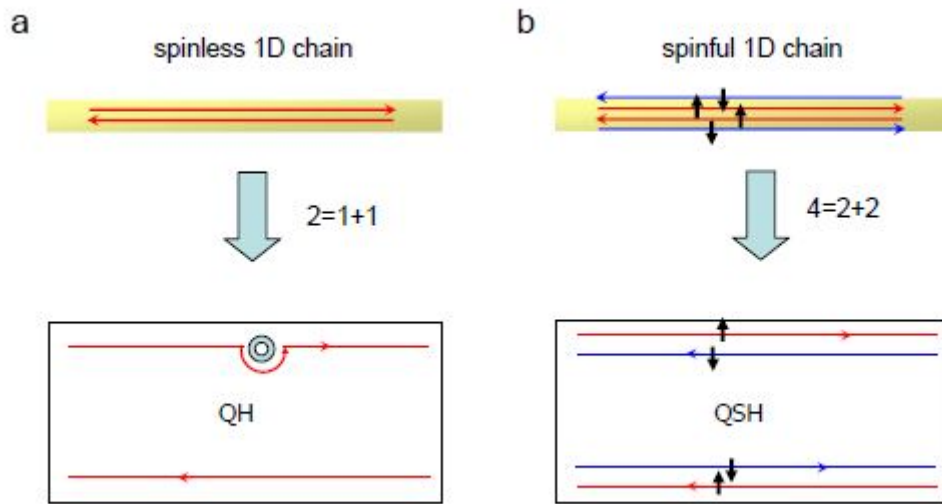 a
spinless 1D chain
2=1+1
QH
b
spinful 1D chain
4=2+2
QSH